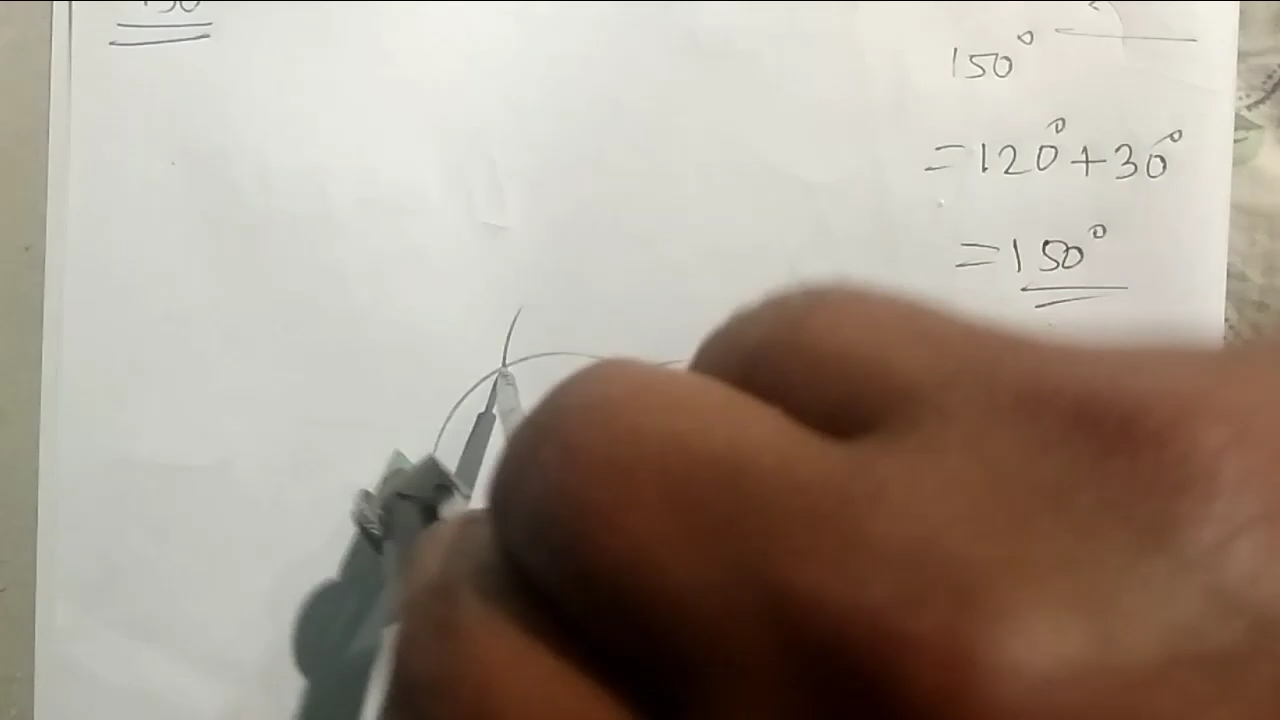 150°
= 120° + 30°
= 150°